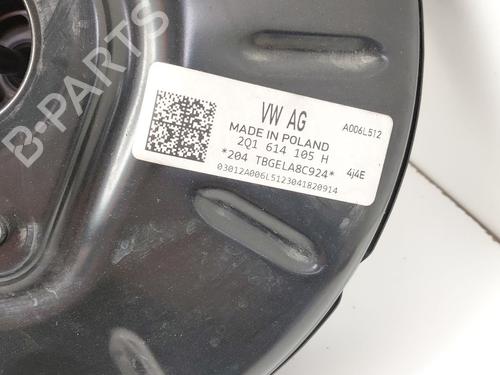 VW AG
A006L512
MADE IN POLAND
2Q1 614 105 H
*204 TBGELA8C924*
4J4E
03012A006L5123041820914
B-PARTS